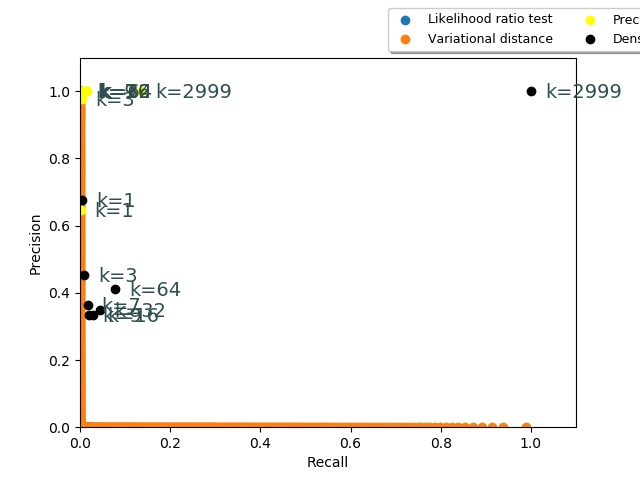 Likelihood ratio test
Prec
Variational distance
Dens
1.0
k=2999
k=2999
k=3
0.8
k=1
k=1
0.6
Precision
k=3
0.4
k=64
k=7
k=32
k=16
0.2
0.0
0.0
0.2
0.4
0.6
0.8
1.0
Recall